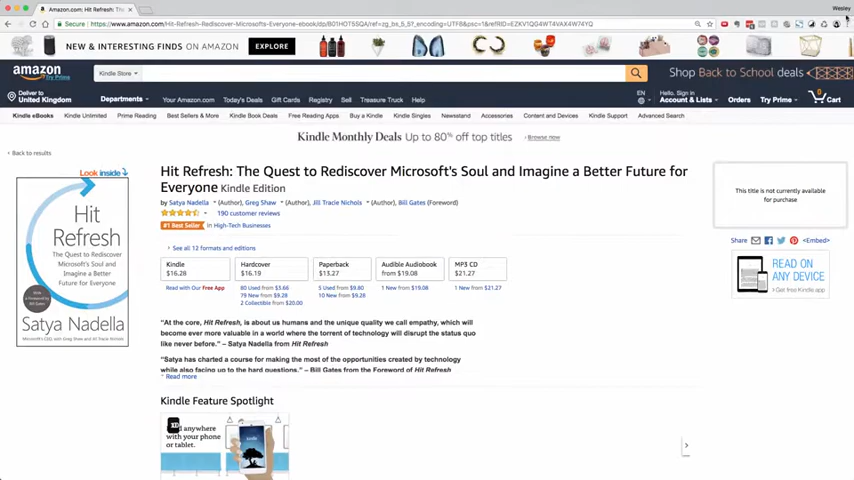 Wesley
Amazon.com: Hit Refresh: The
Secure
https://www.amazon.com/Hit-Refresh-Rediscover-Microsofts-Everyone-ebook/dp/B01HOT5SQA/ref=zg_bs_5_5?_encoding=UTF8&psc=1&refRID=EZKV1QG4WT4VAX4W74YQ
NEW & INTERESTING FINDS ON AMAZON
EXPLORE
amazon
Try Prime
Kindle Store
Shop Back to School deals
Deliver to
United Kingdom
Departments
Your Amazon.com
Today's Deals
Gift Cards
Registry
Sell
Treasure Truck
Help
EN
Hello. Sign in
Account & Lists
Orders
Try Prime
0
Cart
Kindle eBooks
Kindle Unlimited
Prime Reading
Best Sellers & More
Kindle Book Deals
Free Reading Apps
Buy a Kindle
Kindle Singles
Newsstand
Accessories
Content and Devices
Kindle Support
Advanced Search
Kindle Monthly Deals Up to 80% off top titles
› Browse now
‹ Back to results
Look inside
Hit
Refresh
The Quest to Rediscover
Microsoft's Soul and
Imagine a Better Future
for Everyone
Satya Nadella
Hit Refresh: The Quest to Rediscover Microsoft's Soul and Imagine a Better Future for
Everyone Kindle Edition
by Satya Nadella (Author), Greg Shaw (Author), Jill Tracie Nichols (Author), Bill Gates (Foreword)
190 customer reviews
#1 Best Seller in High-Tech Businesses
› See all 12 formats and editions
Kindle
$16.28
Hardcover
$16.19
Paperback
$13.27
Audible Audiobook
from $19.08
MP3 CD
$21.27
Read with Our Free App
80 Used from $3.66
79 New from $9.28
2 Collectible from $20.00
5 Used from $9.80
10 New from $9.28
1 New from $19.08
1 New from $21.27
"At the core, Hit Refresh, is about us humans and the unique quality we call empathy, which will
become ever more valuable in a world where the torrent of technology will disrupt the status quo
like never before." – Satya Nadella from Hit Refresh
"Satya has charted a course for making the most of the opportunities created by technology
while also facing up to the hard questions." – Bill Gates from the Foreword of Hit Refresh
Read more
Kindle Feature Spotlight
anywhere
with your phone
or tablet.
kindle
This title is not currently available
for purchase
Share
<Embed>
READ ON
ANY DEVICE
› Get free Kindle app